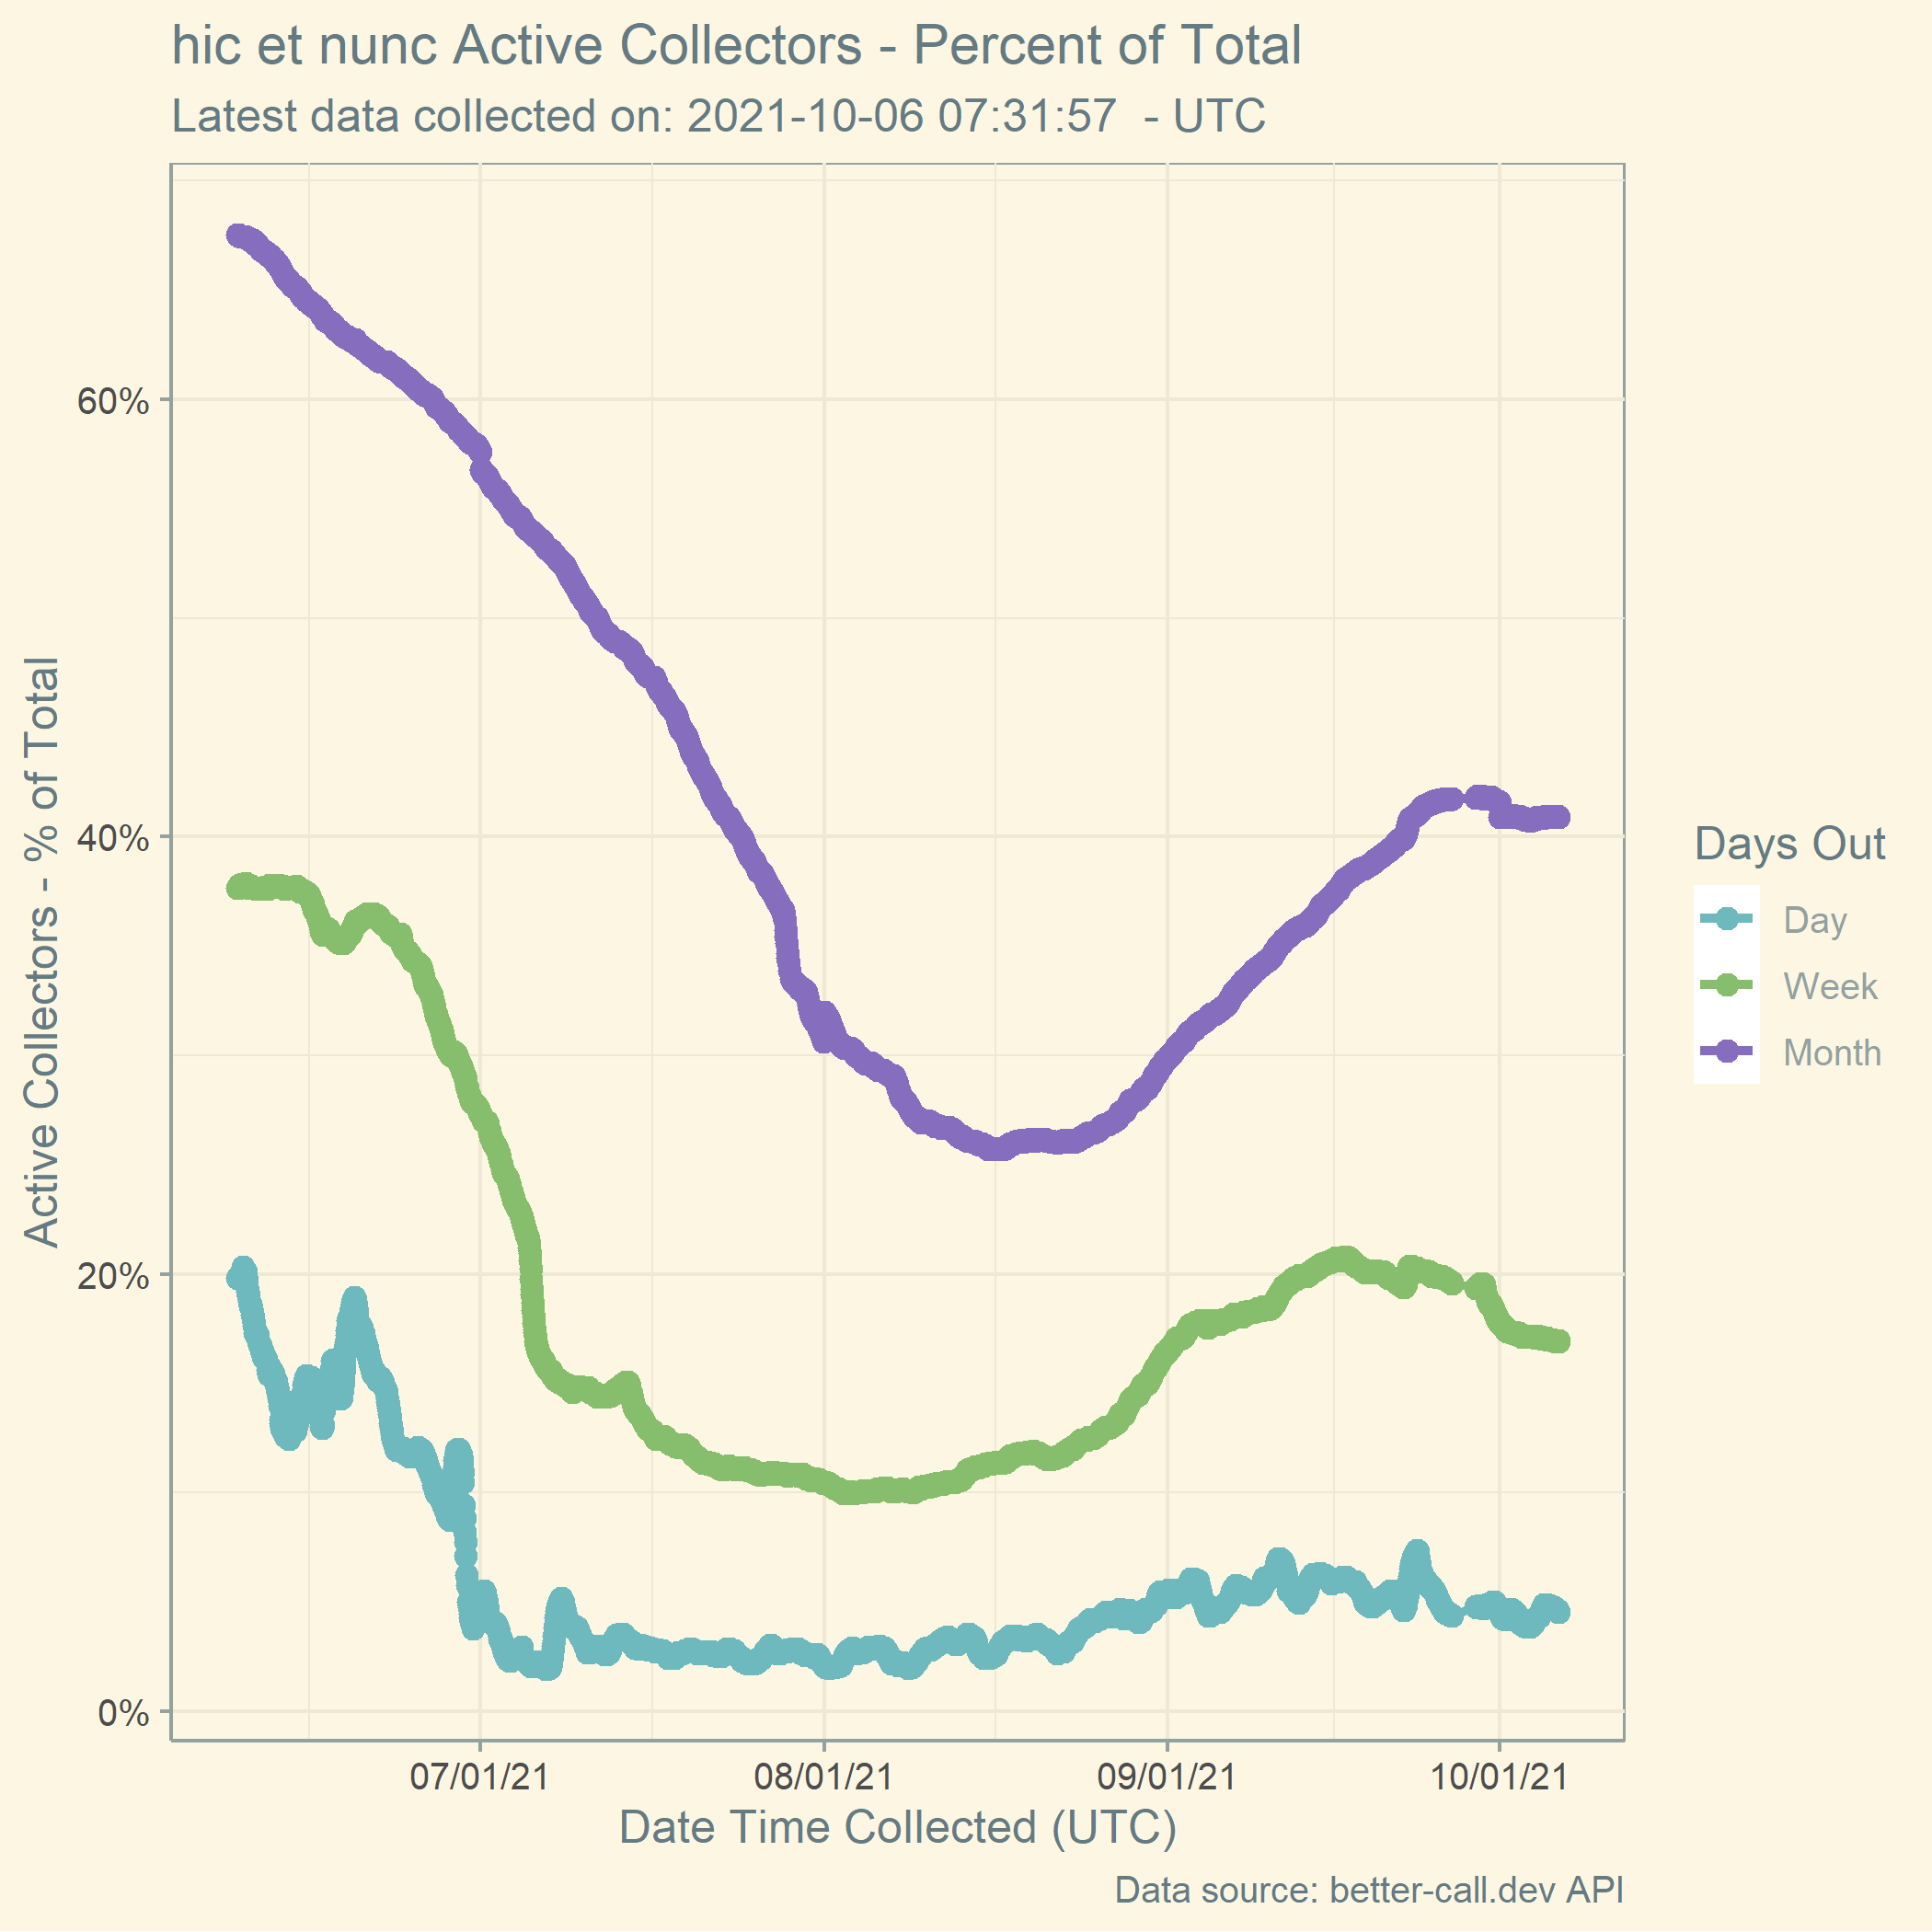 hic et nunc Active Collectors - Percent of Total
Latest data collected on: 2021-10-06 07:31:57  - UTC
Active Collectors - % of Total
60%
40%
20%
0%
07/01/21
08/01/21
09/01/21
10/01/21
Date Time Collected (UTC)
Days Out
Day
Week
Month
Data source: better-call.dev API